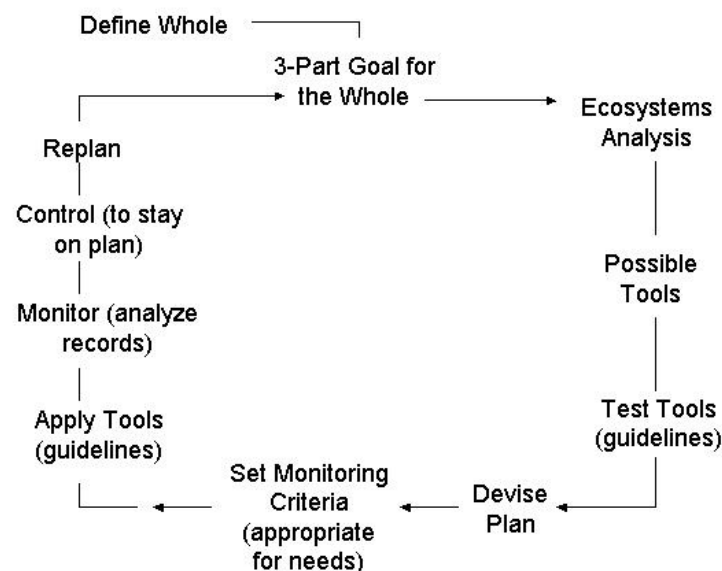 Define Whole
3-Part Goal for
the Whole
Ecosystems
Analysis
Possible
Tools
Test Tools
(guidelines)
Devise
Plan
Set Monitoring
Criteria
(appropriate
for needs)
Apply Tools
(guidelines)
Monitor (analyze
records)
Control (to stay
on plan)
Replan